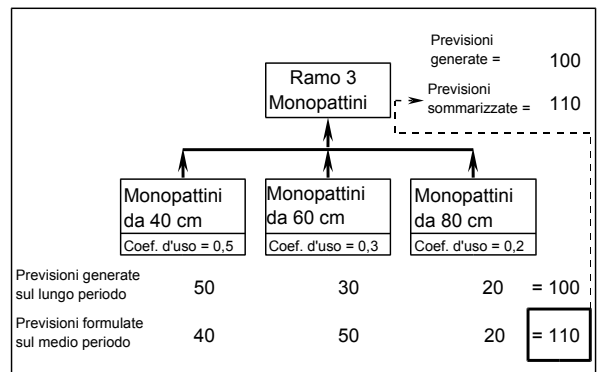 Previsioni
generate = 100
Ramo 3
Monopattini
Previsioni
sommarizzate = 110
Monopattini
da 40 cm
Coef. d'uso = 0,5
Monopattini
da 60 cm
Coef. d'uso = 0,3
Monopattini
da 80 cm
Coef. d'uso = 0,2
Previsioni generate
sul lungo periodo 50 30 20 = 100
Previsioni formulate
sul medio periodo 40 50 20 = 110